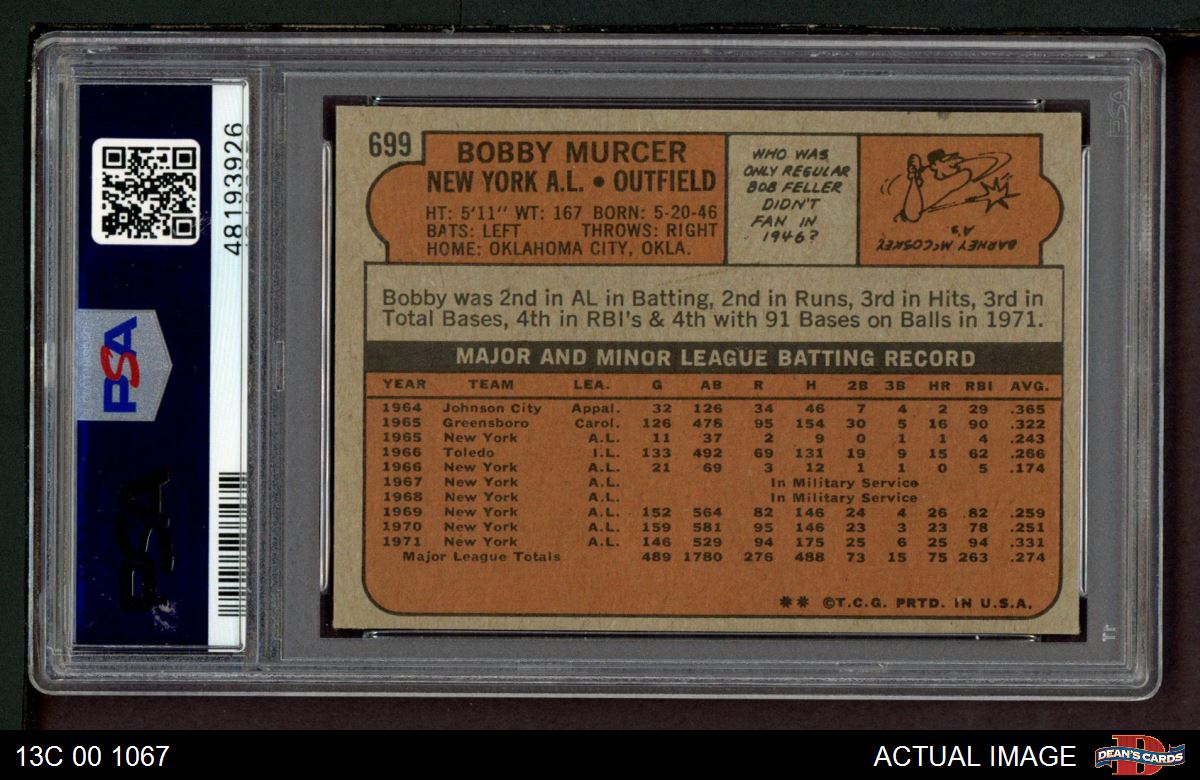 48193926
PSA
PSA
699
BOBBY MURCER
NEW YORK A.L. • OUTFIELD
HT: 5'11" WT: 167 BORN: 5-20-46
BATS: LEFT THROWS: RIGHT
HOME: OKLAHOMA CITY, OKLA.
WHO WAS
ONLY REGULAR
BOB FELLER
DIDN'T
FAN IN
1946?
BARNEY McCOSKEY
A's
Bobby was 2nd in AL in Batting, 2nd in Runs, 3rd in Hits, 3rd in
Total Bases, 4th in RBI's & 4th with 91 Bases on Balls in 1971.
MAJOR AND MINOR LEAGUE BATTING RECORD
YEAR TEAM LEA. G AB R H 2B 3B HR RBI AVG.
1964 Johnson City Appal. 32 126 34 46 7 4 2 29 .365
1965 Greensboro Carol. 126 478 95 154 30 5 16 90 .322
1965 New York A.L. 11 37 2 9 0 1 1 4 .243
1966 Toledo I.L. 133 492 69 131 19 9 15 62 .266
1966 New York A.L. 21 69 3 12 1 1 0 5 .174
1967 New York A.L. In Military Service
1968 New York A.L. In Military Service
1969 New York A.L. 152 564 82 146 24 4 26 82 .259
1970 New York A.L. 159 581 95 146 23 3 23 78 .251
1971 New York A.L. 146 529 94 175 25 6 25 94 .331
Major League Totals 489 1780 276 488 73 15 75 263 .274
** ©T.C.G. PRTD. IN U.S.A.
PSA
13C 00 1067
ACTUAL IMAGE
DEAN'S CARDS